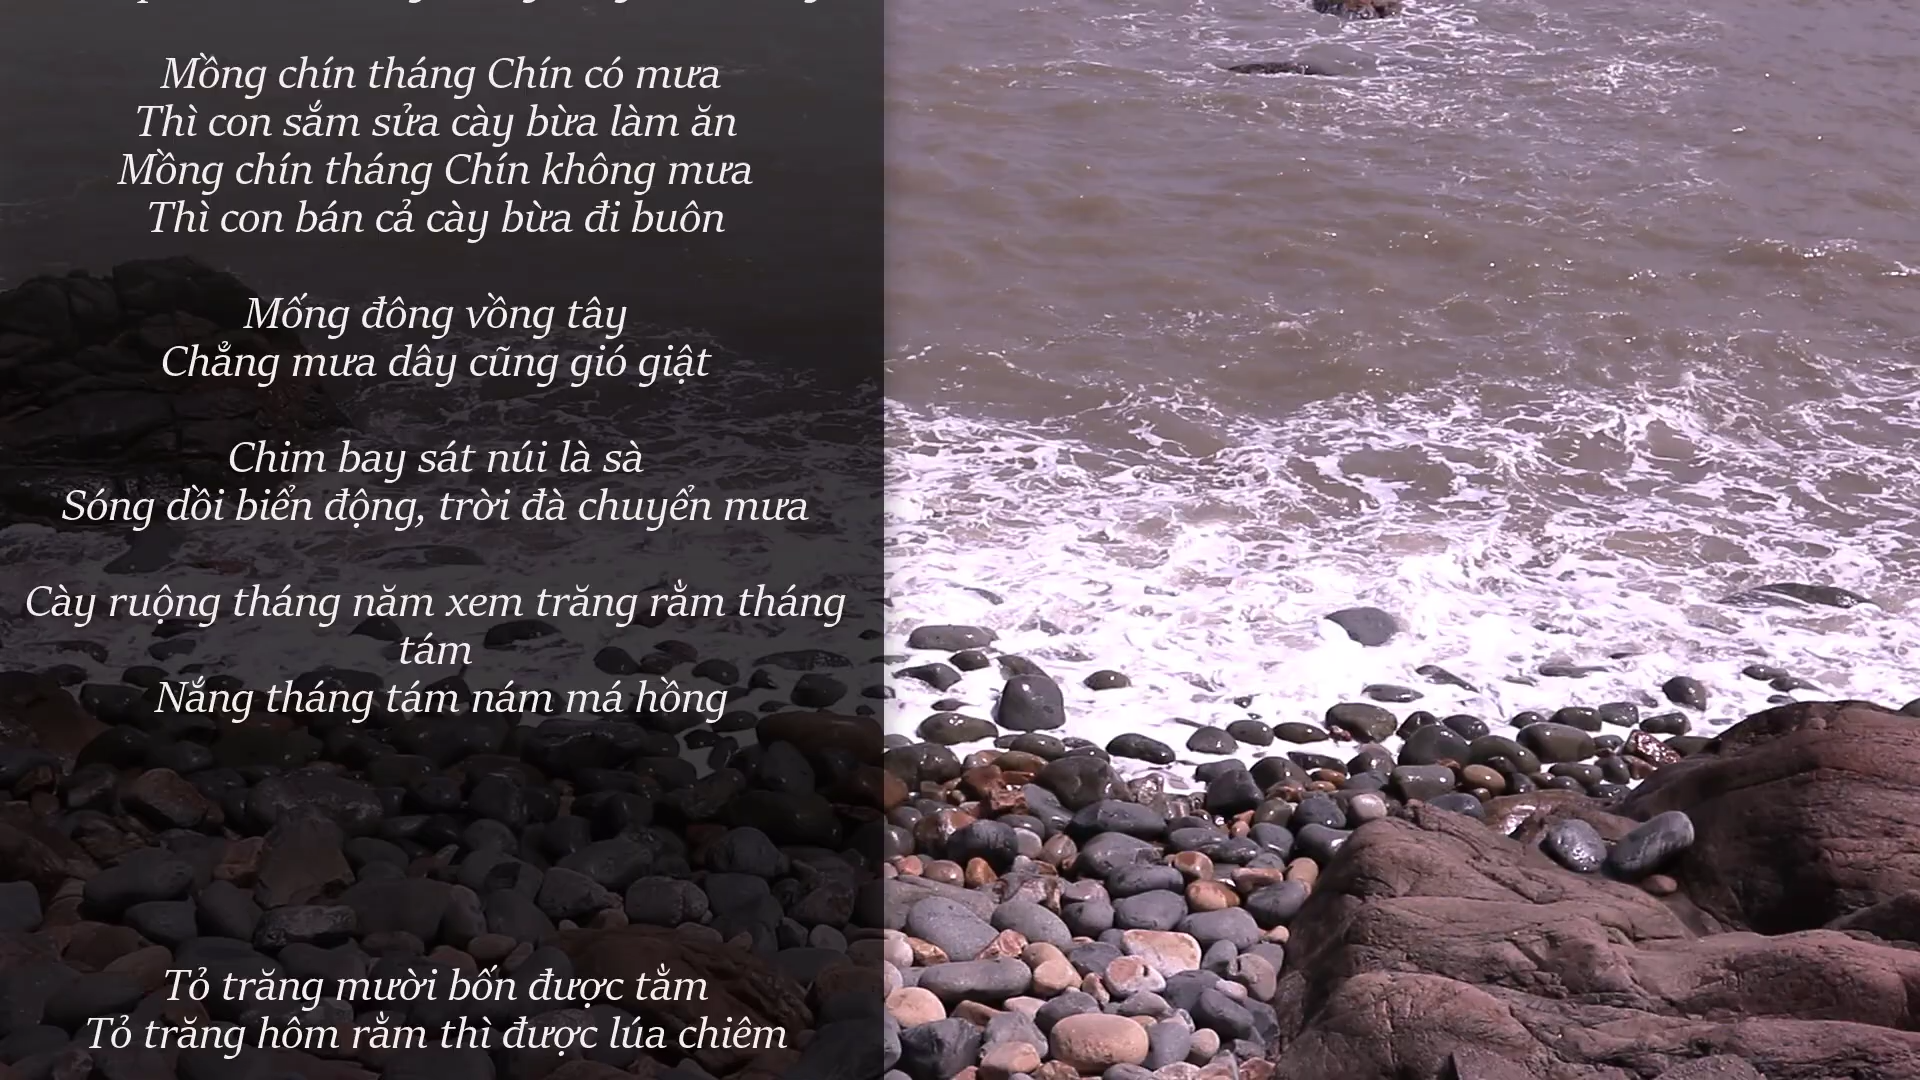 Mồng chín tháng Chín có mưa
Thì con sắm sửa cày bừa làm ăn
Mồng chín tháng Chín không mưa
Thì con bán cả cày bừa đi buôn
Mống đông vồng tây
Chẳng mưa dây cũng gió giật
Chim bay sát núi là sà
Sóng dồi biển động, trời đà chuyển mưa
Cày ruộng tháng năm xem trăng rằm tháng
tám
Nắng tháng tám nám má hồng
Tỏ trăng mười bốn được tằm
Tỏ trăng hôm rằm thì được lúa chiêm